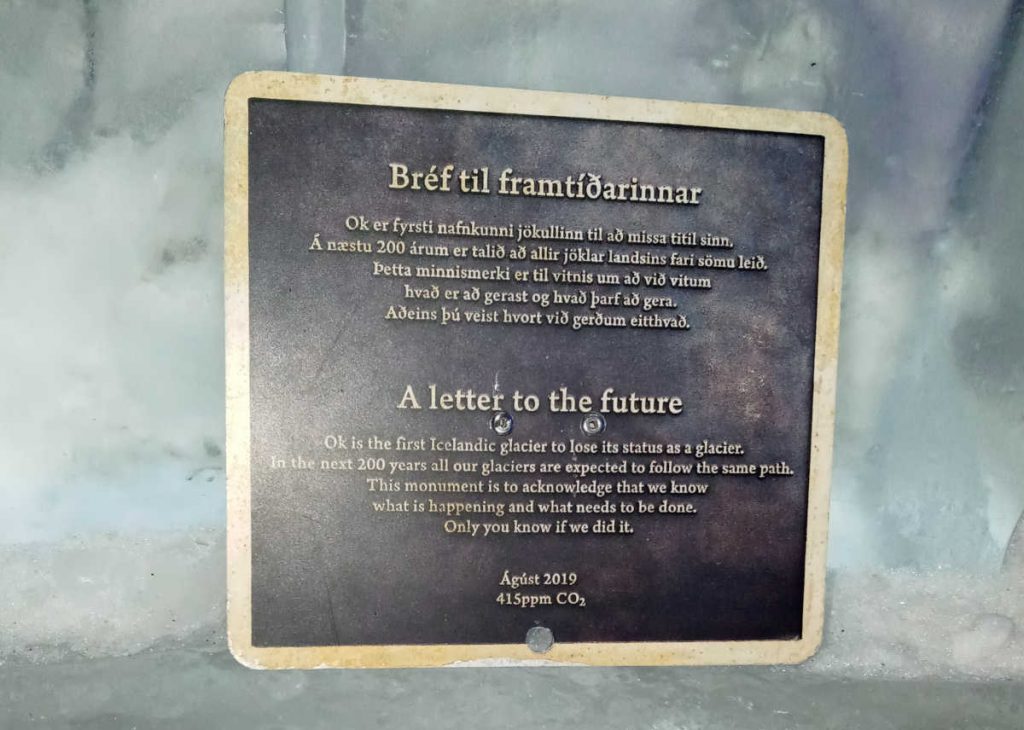 Bréf til framtíðarinnar
Ok er fyrsti nafnkunni jökullinn til að missa titil sinn.
Á næstu 200 árum er talið að allir jöklar landsins fari sömu leið.
Þetta minnismerki er til vitnis um að við vitum
hvað er að gerast og hvað þarf að gera.
Aðeins þú veist hvort við gerðum eitthvað.
A letter to the future
Ok is the first Icelandic glacier to lose its status as a glacier.
In the next 200 years all our glaciers are expected to follow the same path.
This monument is to acknowledge that we know
what is happening and what needs to be done.
Only you know if we did it.
Ágúst 2019
415ppm CO₂